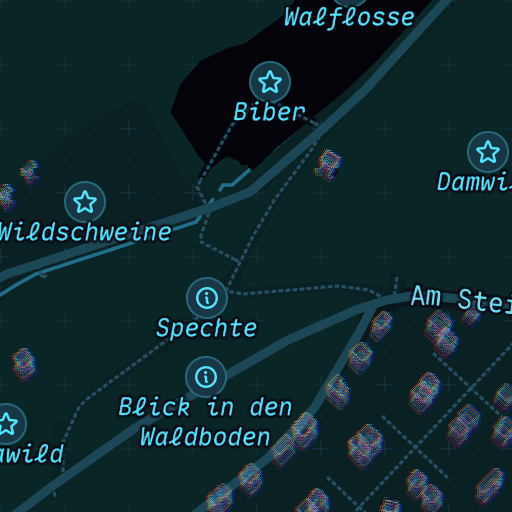 Walflosse
Biber
Damwi
Wildschweine
Am Stei
Spechte
Blick in den
Waldboden
wild